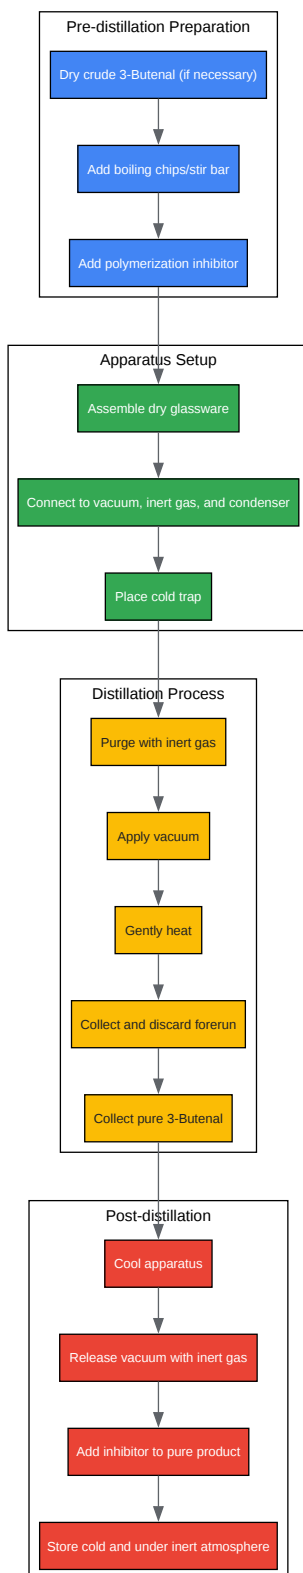 Pre-distillation Preparation
Dry crude 3-Butenal (if necessary)
Add boiling chips/stir bar
Add polymerization inhibitor
Apparatus Setup
Assemble dry glassware
Connect to vacuum, inert gas, and condenser
Place cold trap
Distillation Process
Purge with inert gas
Apply vacuum
Gently heat
Collect and discard forerun
Collect pure 3-Butenal
Post-distillation
Cool apparatus
Release vacuum with inert gas
Add inhibitor to pure product
Store cold and under inert atmosphere